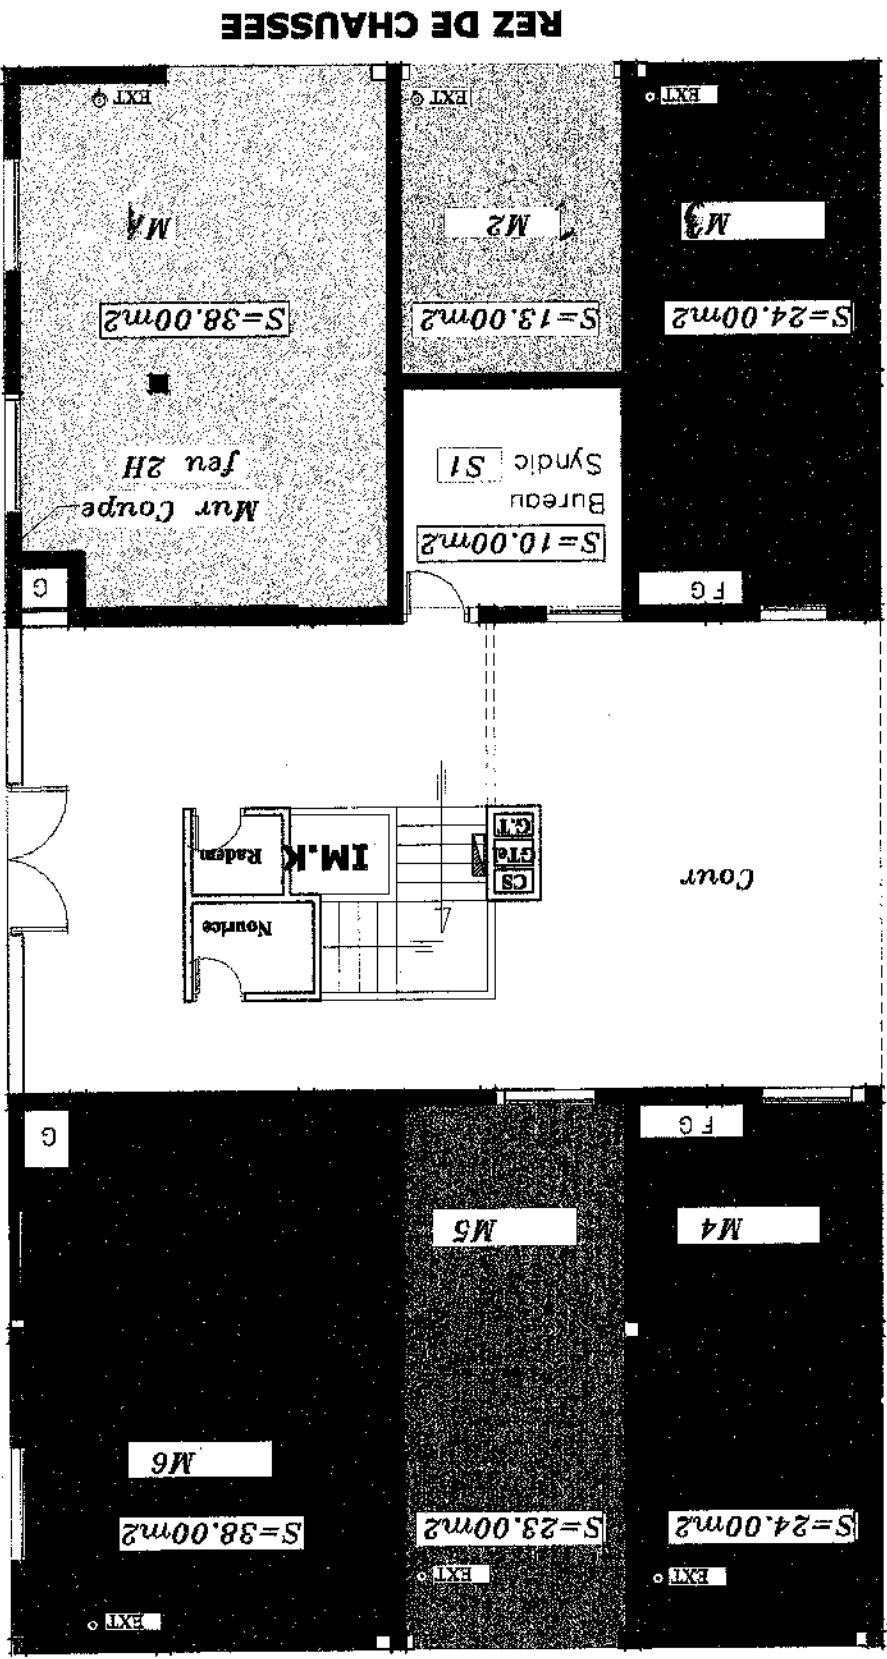 EXT
EXT
EXT
S=24.00m2
S=23.00m2
S=38.00m2
M6
M4
M5
F G
G
Nourice
Cour
CS
GTel
G.T
IM.K
Radem
F G
G
S=10.00m2
Bureau
Syndic S1
Mur Coupe
feu 2H
S=24.00m2
S=13.00m2
S=38.00m2
M3
M2
M1
EXT
EXT
EXT
REZ DE CHAUSSEE